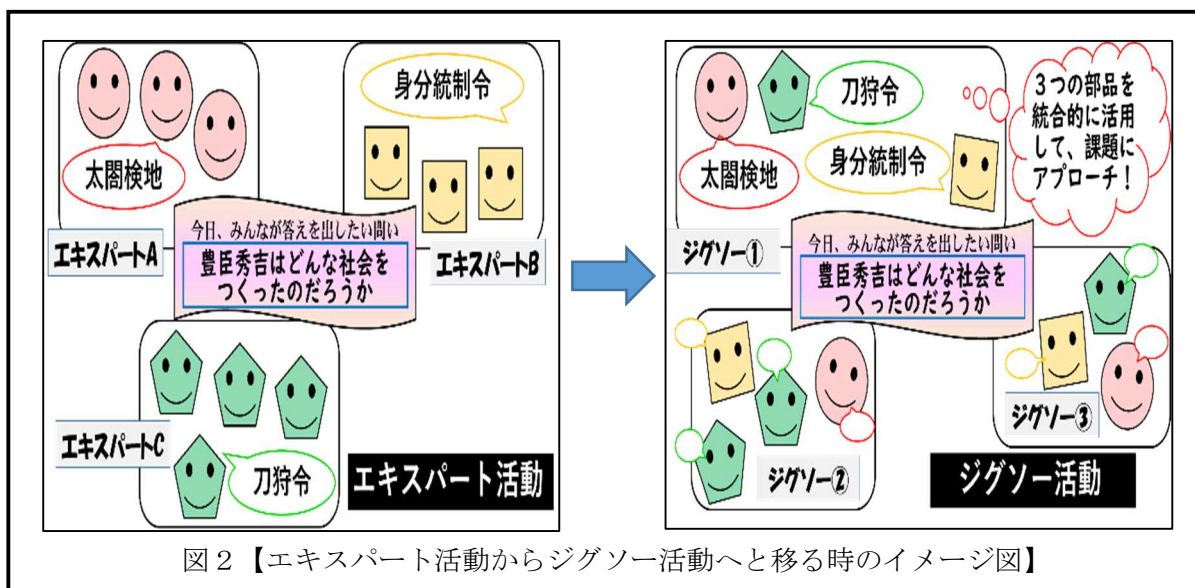 太閤検地
エキスパートA
身分統制令
エキスパートB
今日、みんなが答えを出したい問い
豊臣秀吉はどんな社会を
つくったのだろうか
エキスパートC
刀狩令
エキスパート活動
太閤検地
刀狩令
身分統制令
3つの部品を
統合的に活用
して、課題に
アプローチ！
ジグソー①
今日、みんなが答えを出したい問い
豊臣秀吉はどんな社会を
つくったのだろうか
ジグソー②
ジグソー③
ジグソー活動
図2【エキスパート活動からジグソー活動へと移る時のイメージ図】